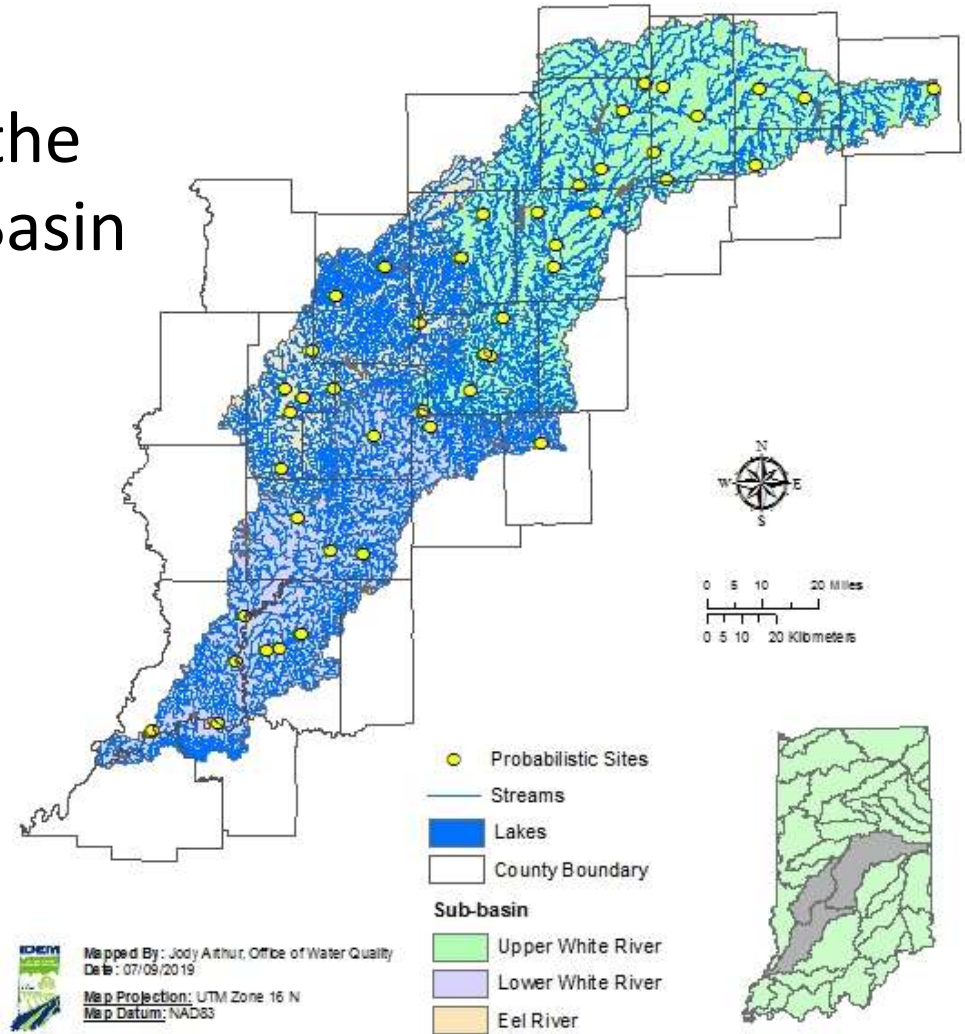 the
Basin
N
W E
S
0 5 10 20 Miles
0 5 10 20 Kilometers
Probabilistic Sites
Streams
Lakes
County Boundary
Sub-basin
Upper White River
Lower White River
Eel River
IDEM
Mapped By: Jody Arthur, Office of Water Quality
Date: 07/09/2019
Map Projection: UTM Zone 16 N
Map Datum: NAD83